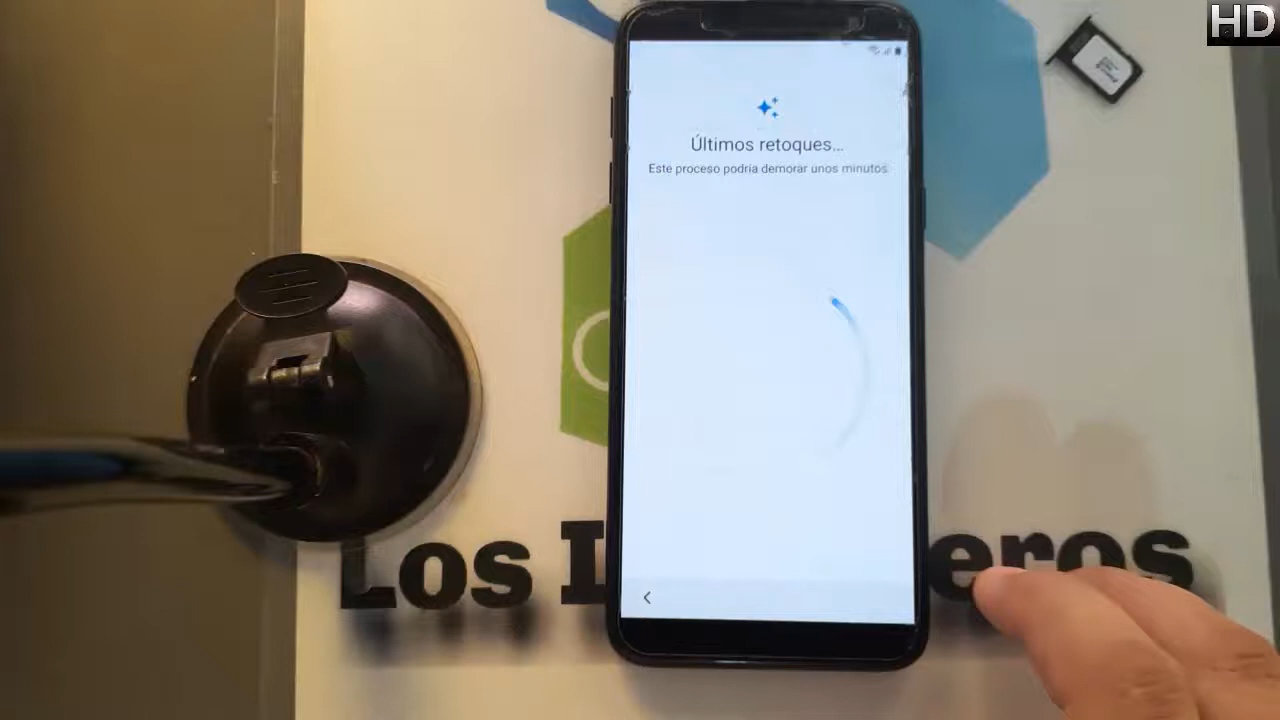 HD
Últimos retoques...
Este proceso podría demorar unos minutos.
Los I eros